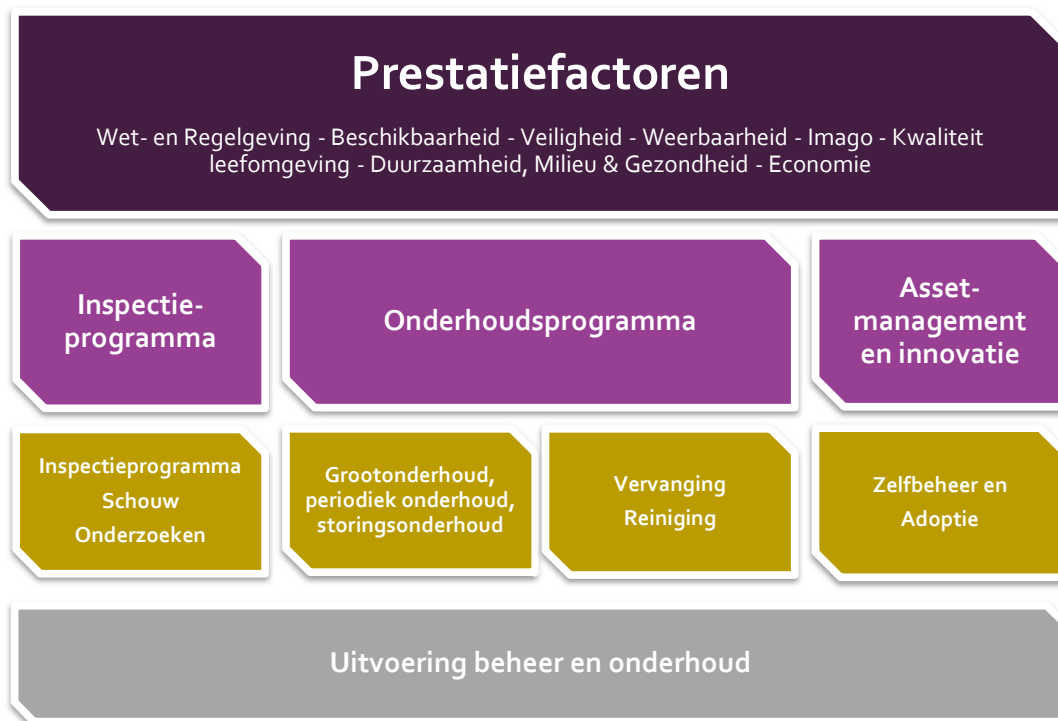 Prestatiefactoren
Wet- en Regelgeving - Beschikbaarheid - Veiligheid - Weerbaarheid - Imago - Kwaliteit
leefomgeving - Duurzaamheid, Milieu & Gezondheid - Economie
Inspectie-
programma
Onderhoudsprogramma
Asset-
management
en innovatie
Inspectieprogramma
Schouw
Onderzoeken
Grootonderhoud,
periodiek onderhoud,
storingsonderhoud
Vervanging
Reiniging
Zelfbeheer en
Adoptie
Uitvoering beheer en onderhoud